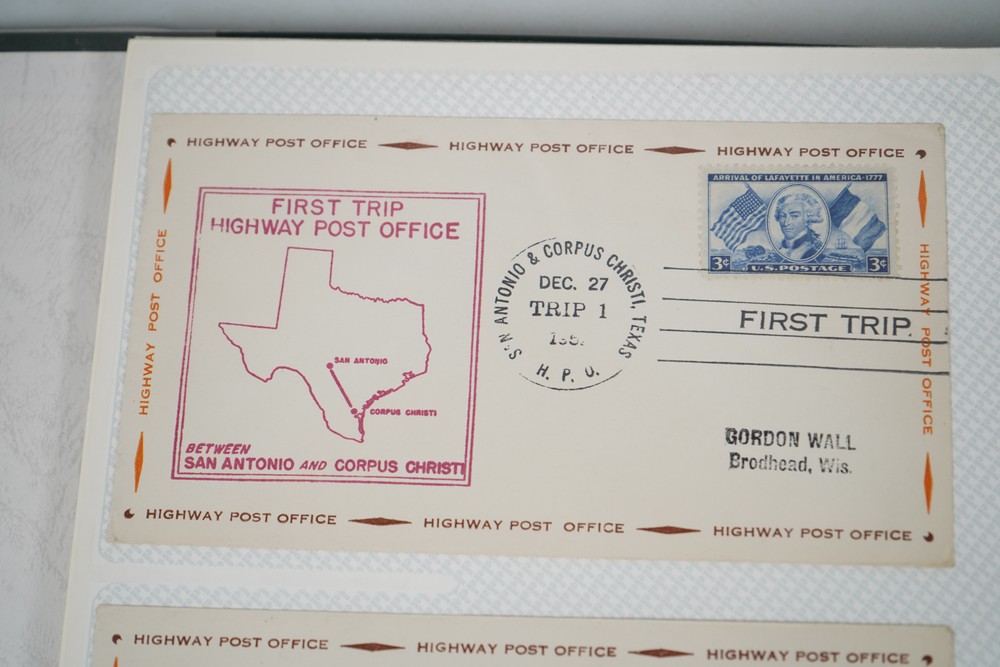 HIGHWAY POST OFFICE HIGHWAY POST OFFICE HIGHWAY POST OFFICE
HIGHWAY POST OFFICE
FIRST TRIP
HIGHWAY POST OFFICE
SAN ANTONIO
CORPUS CHRISTI
BETWEEN
SAN ANTONIO AND CORPUS CHRISTI
SAN ANTONIO & CORPUS CHRISTI, TEXAS
DEC. 27
TRIP 1
H. P. O.
ARRIVAL OF LAFAYETTE IN AMERICA-1777
3¢ U.S. POSTAGE 3¢
FIRST TRIP.
HIGHWAY POST OFFICE
GORDON WALL
Brodhead, Wis.
HIGHWAY POST OFFICE HIGHWAY POST OFFICE HIGHWAY POST OFFICE
HIGHWAY POST OFFICE HIGHWAY POST OFFICE HIGHWAY POST OFFICE